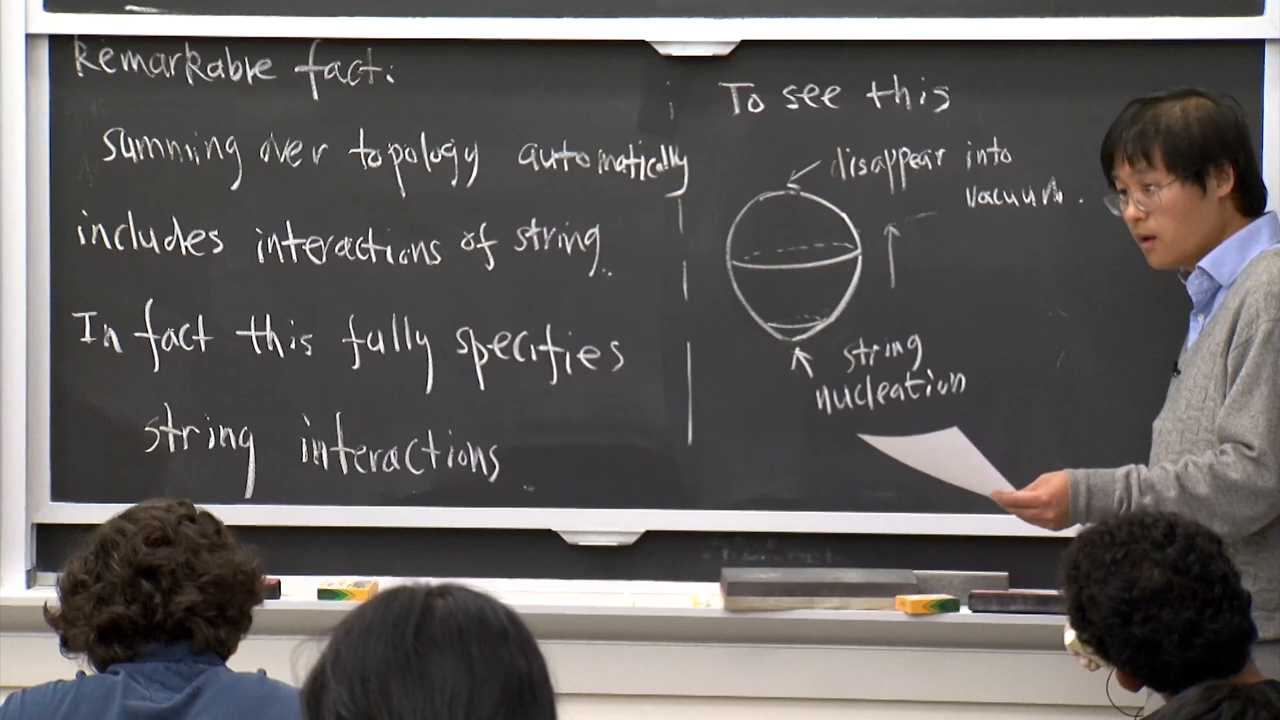 Remarkable fact:
summing over topology automatically
includes interactions of string.
In fact this fully specifies
string interactions
To see this
disappear into
vacuum.
string
nucleation